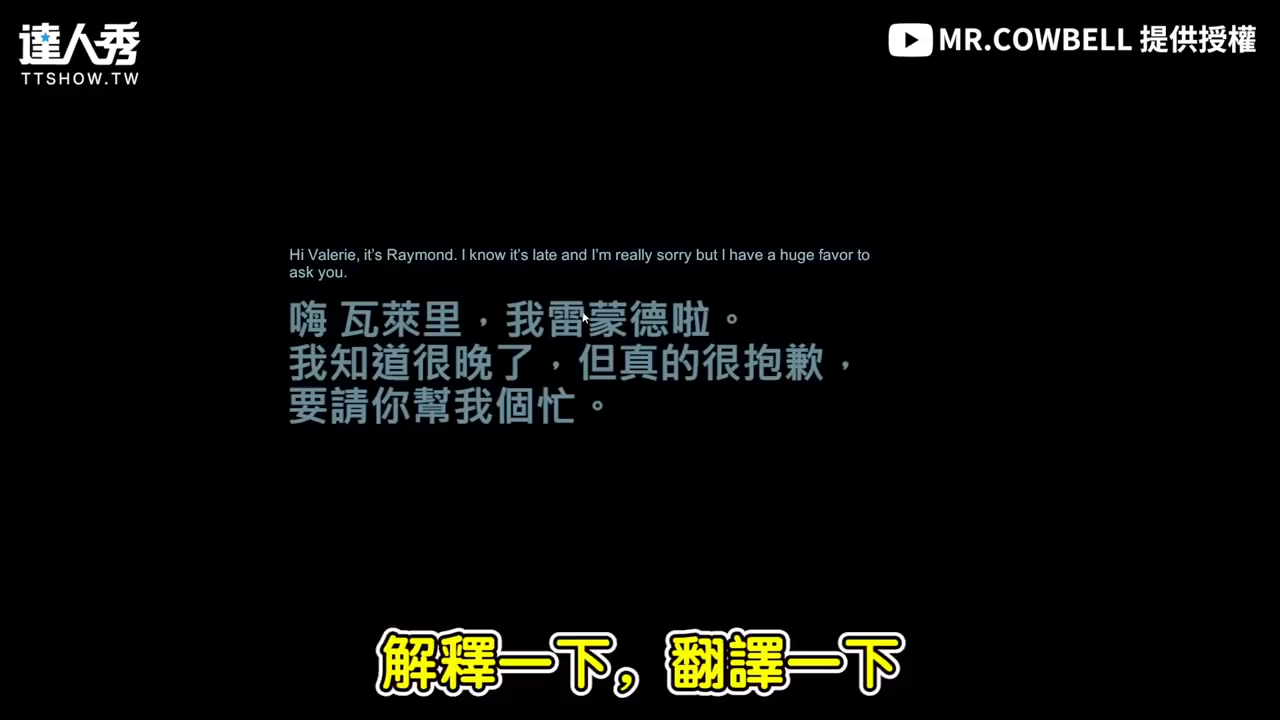 達人秀
TTSHOW.TW
MR.COWBELL 提供授權
Hi Valerie, it's Raymond. I know it's late and I'm really sorry but I have a huge favor to
ask you.
嗨 瓦萊里，我雷蒙德啦。
我知道很晚了，但真的很抱歉，
要請你幫我個忙。
解釋一下，翻譯一下